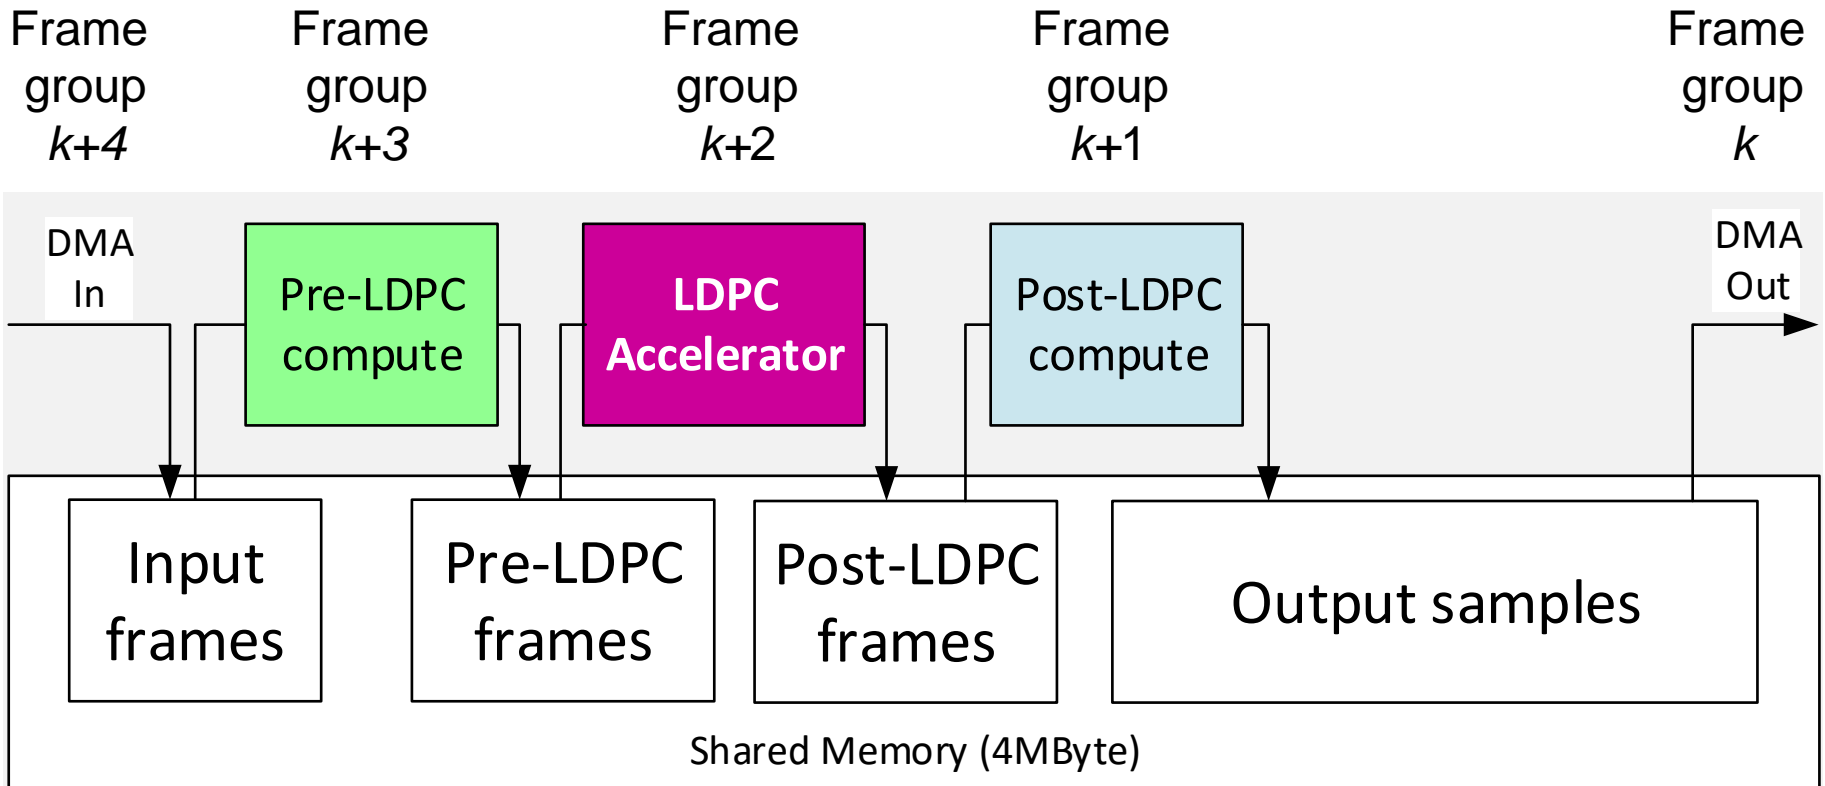 Frame
group
k+4
Frame
group
k+3
Frame
group
k+2
Frame
group
k+1
Frame
group
k
DMA
In
Pre-LDPC
compute
LDPC
Accelerator
Post-LDPC
compute
DMA
Out
Input
frames
Pre-LDPC
frames
Post-LDPC
frames
Output samples
Shared Memory (4MByte)